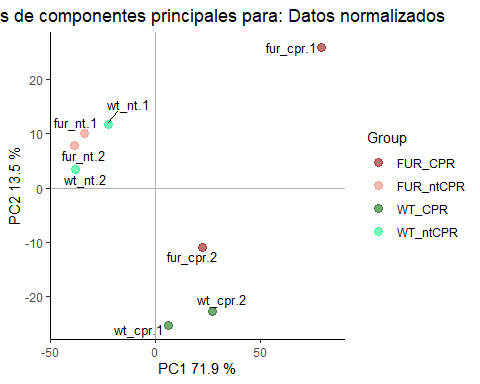 s de componentes principales para: Datos normalizados
fur_cpr.1
wt_nt.1
fur_nt.1
fur_nt.2
wt_nt.2
fur_cpr.2
wt_cpr.2
wt_cpr.1
20
10
0
-10
-20
PC2 13.5 %
-50
0
50
PC1 71.9 %
Group
FUR_CPR
FUR_ntCPR
WT_CPR
WT_ntCPR